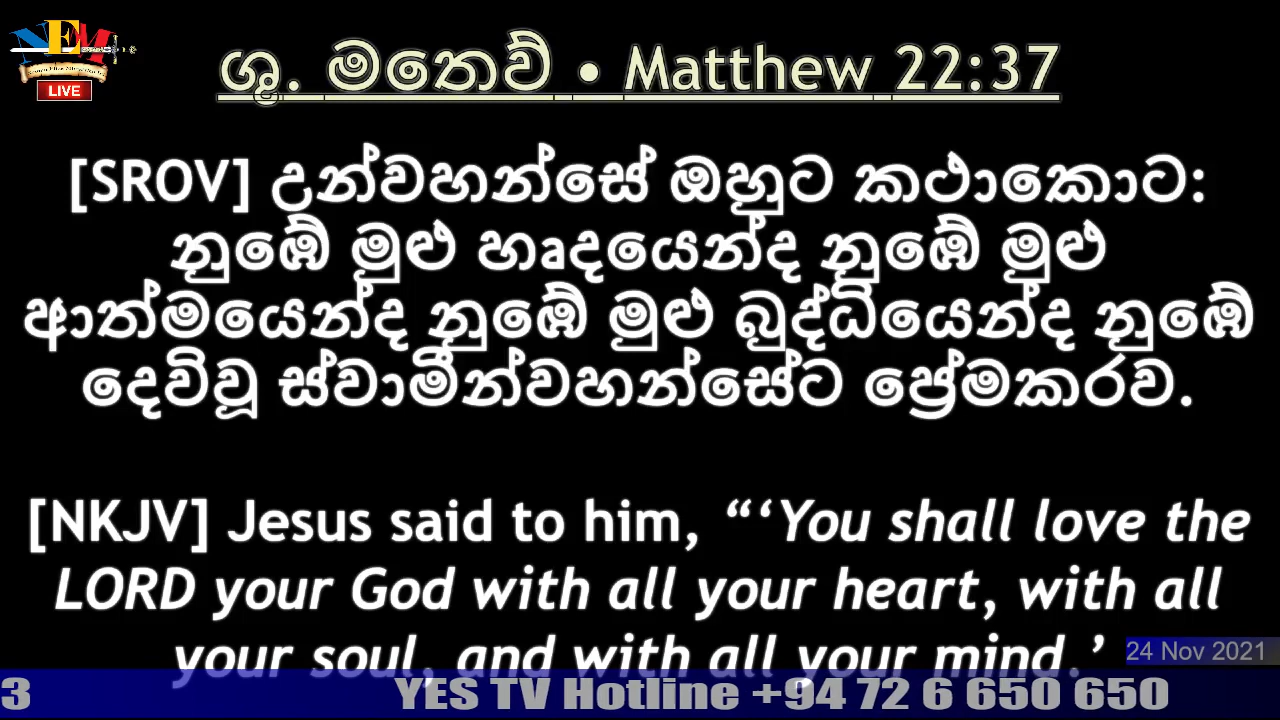 NEM
LIVE
ශු. මතෙව් • Matthew 22:37
[SROV] උන්වහන්සේ ඔහුට කථාකොට:
නුඹේ මුළු හෘදයෙන්ද නුඹේ මුළු
ආත්මයෙන්ද නුඹේ මුළු බුද්ධියෙන්ද නුඹේ
දෙවිවූ ස්වාමීන්වහන්සේට ප්‍රේමකරව.
[NKJV] Jesus said to him, “‘You shall love the
LORD your God with all your heart, with all
your soul, and with all your mind.’
24 Nov 2021
3 YES TV Hotline +94 72 6 650 650